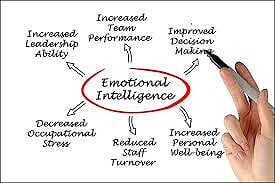 Increased
Team
Performance
Increased
Leadership
Ability
Improved
Decision
Making
Emotional
Intelligence
Decreased
Occupational
Stress
Reduced
Staff
Turnover
Increased
Personal
Well-being